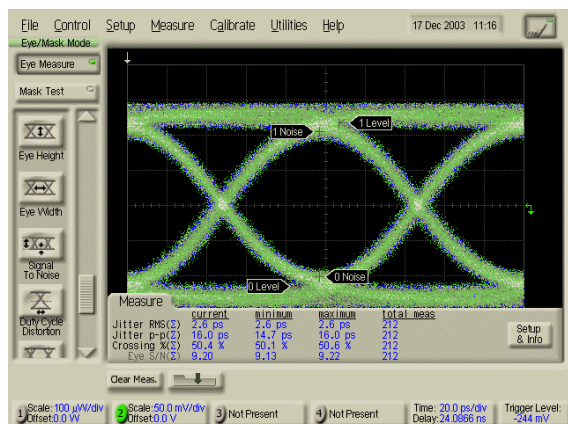 File Control Setup Measure Calibrate Utilities Help 17 Dec 2003 11:16
Eye/Mask Mode
Eye Measure
Mask Test
Eye Height
Eye Width
Signal
To Noise
Duty Cycle
Distortion
1 Level
1 Noise
0 Noise
0 Level
Measure
current minimum maximum total meas
Jitter RMS(Σ) 2.6 ps 2.6 ps 2.6 ps 212
Jitter p-p(Σ) 16.0 ps 14.7 ps 16.0 ps 212
Crossing %(Σ) 50.4 % 50.1 % 50.6 % 212
Eye S/N(Σ) 9.20 9.13 9.22 212
Setup
& Info
Clear Meas.
1 Scale:100 µW/div
Offset:0.0 W
2 Scale:50.0 mV/div
Offset:0.0 V
3 Not Present
4 Not Present
Time: 20.0 ps/div
Delay:24.0866 ns
Trigger Level:
-244 mV